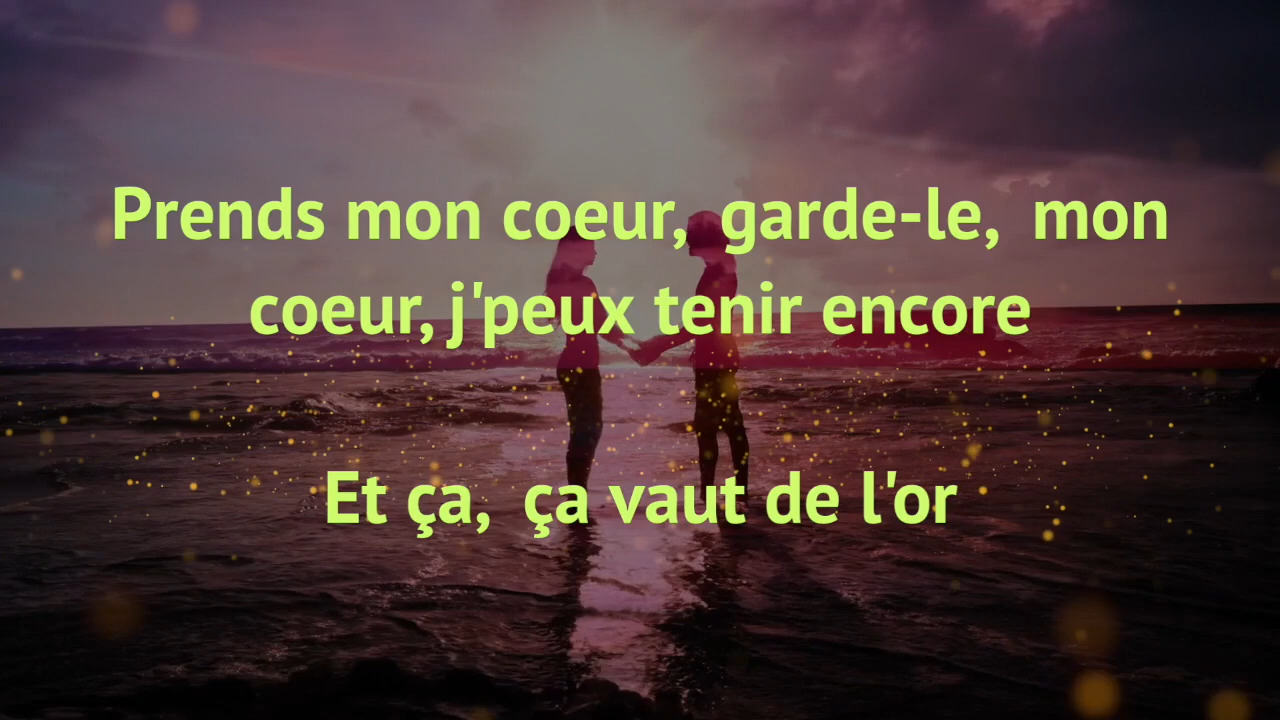 Prends mon coeur,  garde-le,  mon
coeur, j'peux tenir encore
Et ça,  ça vaut de l'or